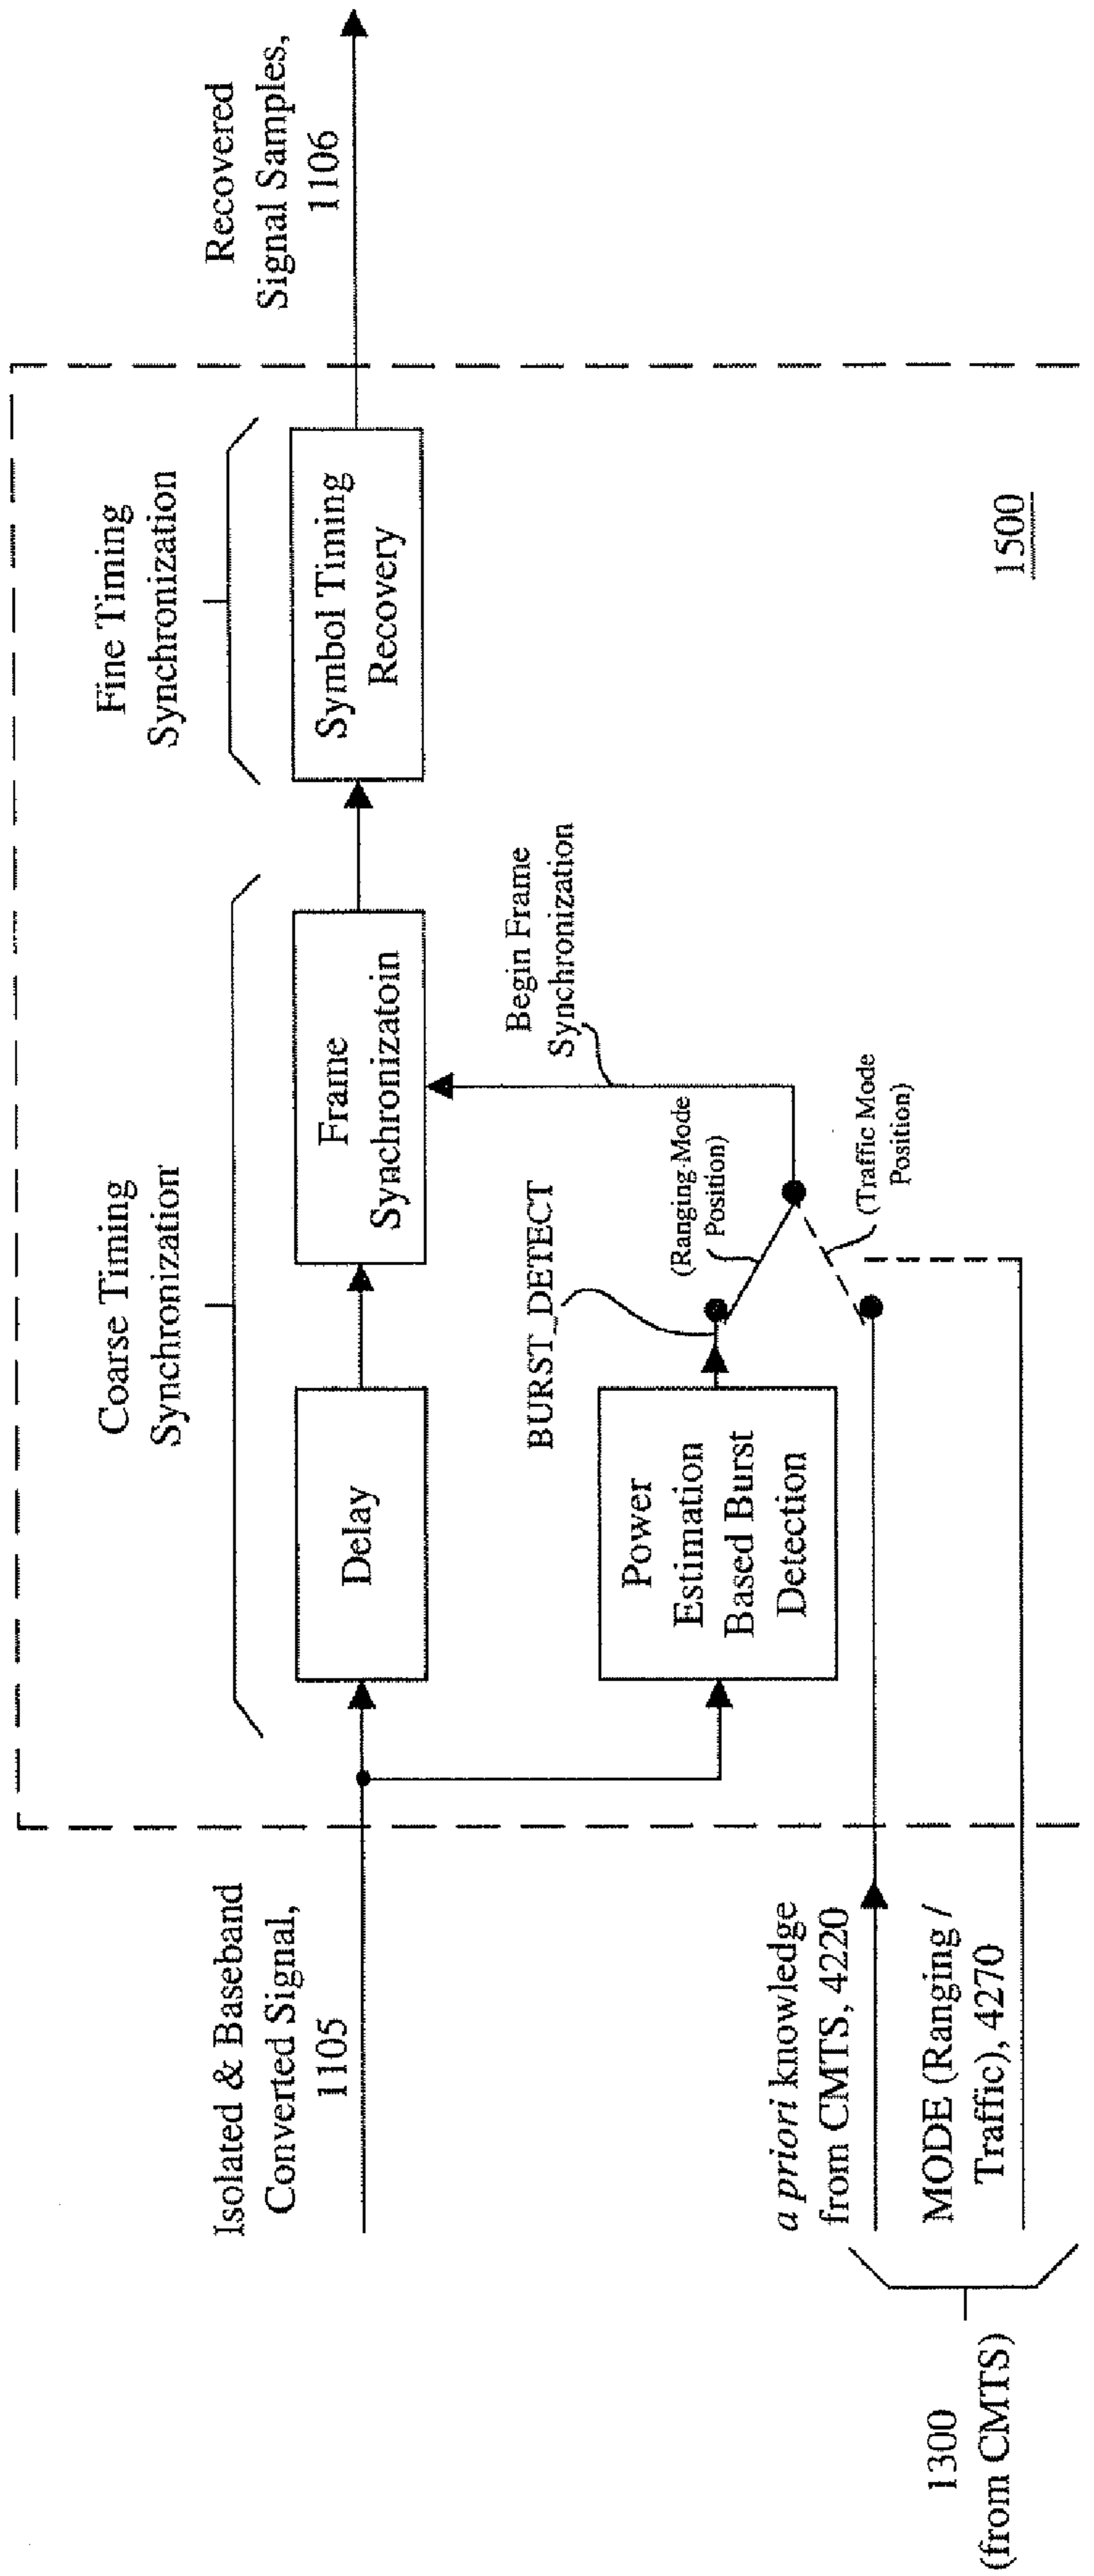 Coarse Timing
Synchronization
Fine Timing
Synchronization
Isolated & Baseband
Converted Signal,
1105
Delay
Frame
Synchronizatoin
Symbol Timing
Recovery
Recovered
Signal Samples,
1106
Power
Estimation
Based Burst
Detection
BURST_DETECT
Begin Frame
Synchronization
(Ranging-Mode
Position)
(Traffic Mode
Position)
a priori knowledge
from CMTS, 4220
MODE (Ranging /
Traffic), 4270
1300
(from CMTS)
1500